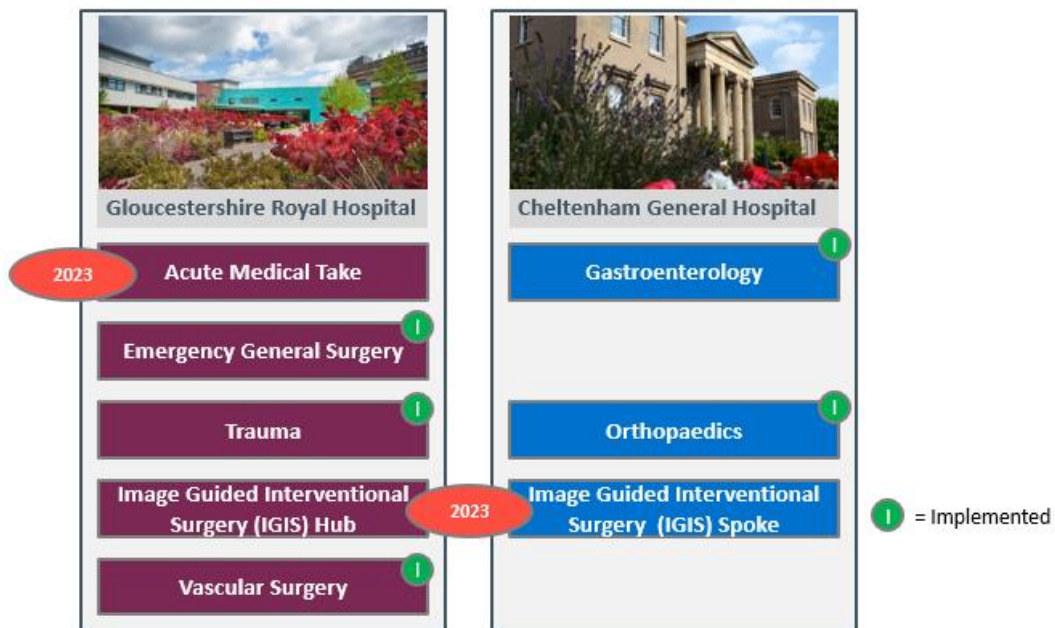 Gloucestershire Royal Hospital
2023
Acute Medical Take
I
Emergency General Surgery
I
Trauma
Image Guided Interventional
Surgery (IGIS) Hub
I
Vascular Surgery
Cheltenham General Hospital
I
Gastroenterology
I
Orthopaedics
2023
Image Guided Interventional
Surgery (IGIS) Spoke
I = Implemented